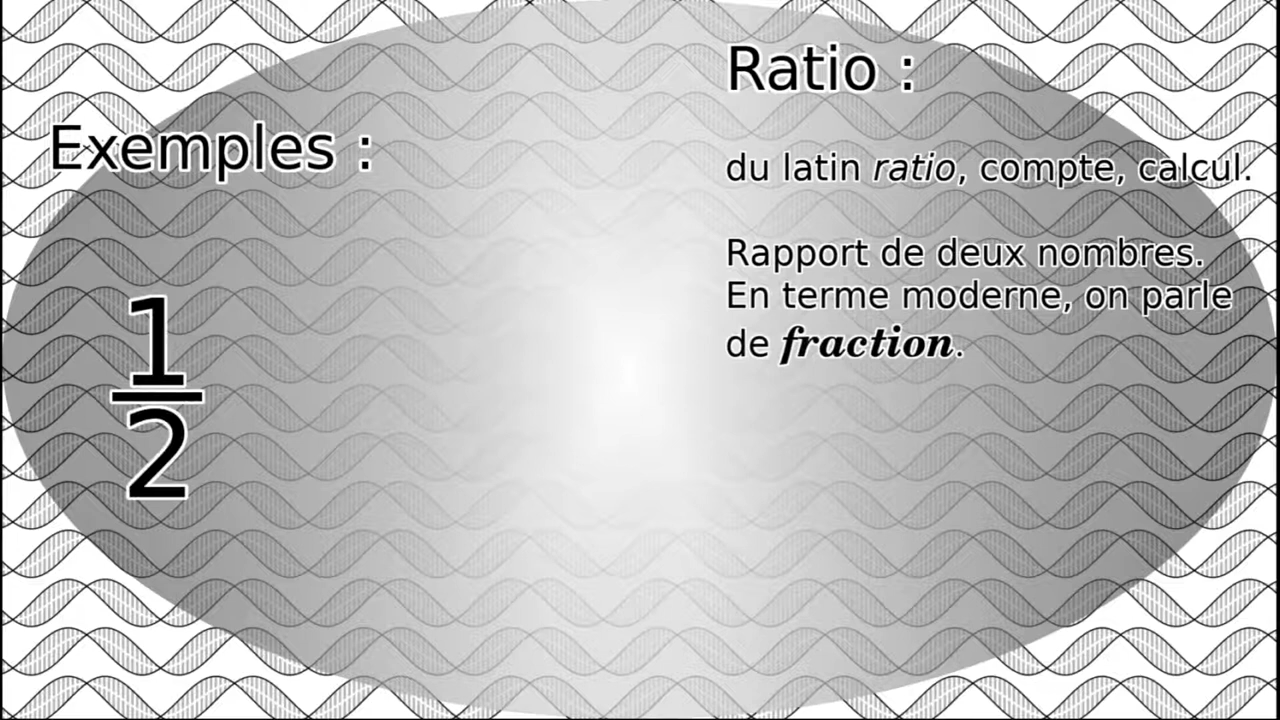 Exemples :
1
2
Ratio :
du latin ratio, compte, calcul.
Rapport de deux nombres.
En terme moderne, on parle
de fraction.